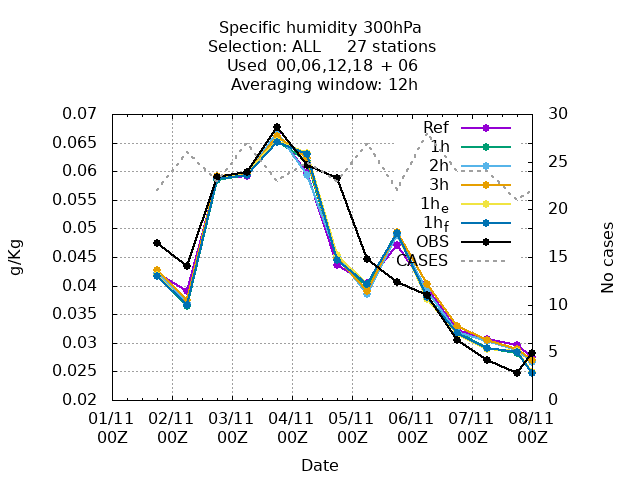 Specific humidity 300hPa
Selection: ALL 27 stations
Used 00,06,12,18 + 06
Averaging window: 12h
g/Kg
0.07
0.065
0.06
0.055
0.05
0.045
0.04
0.035
0.03
0.025
0.02
Ref
1h
2h
3h
1he
1hf
OBS
CASES
30
25
20
15
10
5
0
No cases
01/11 02/11 03/11 04/11 05/11 06/11 07/11 08/11
00Z 00Z 00Z 00Z 00Z 00Z 00Z 00Z
Date